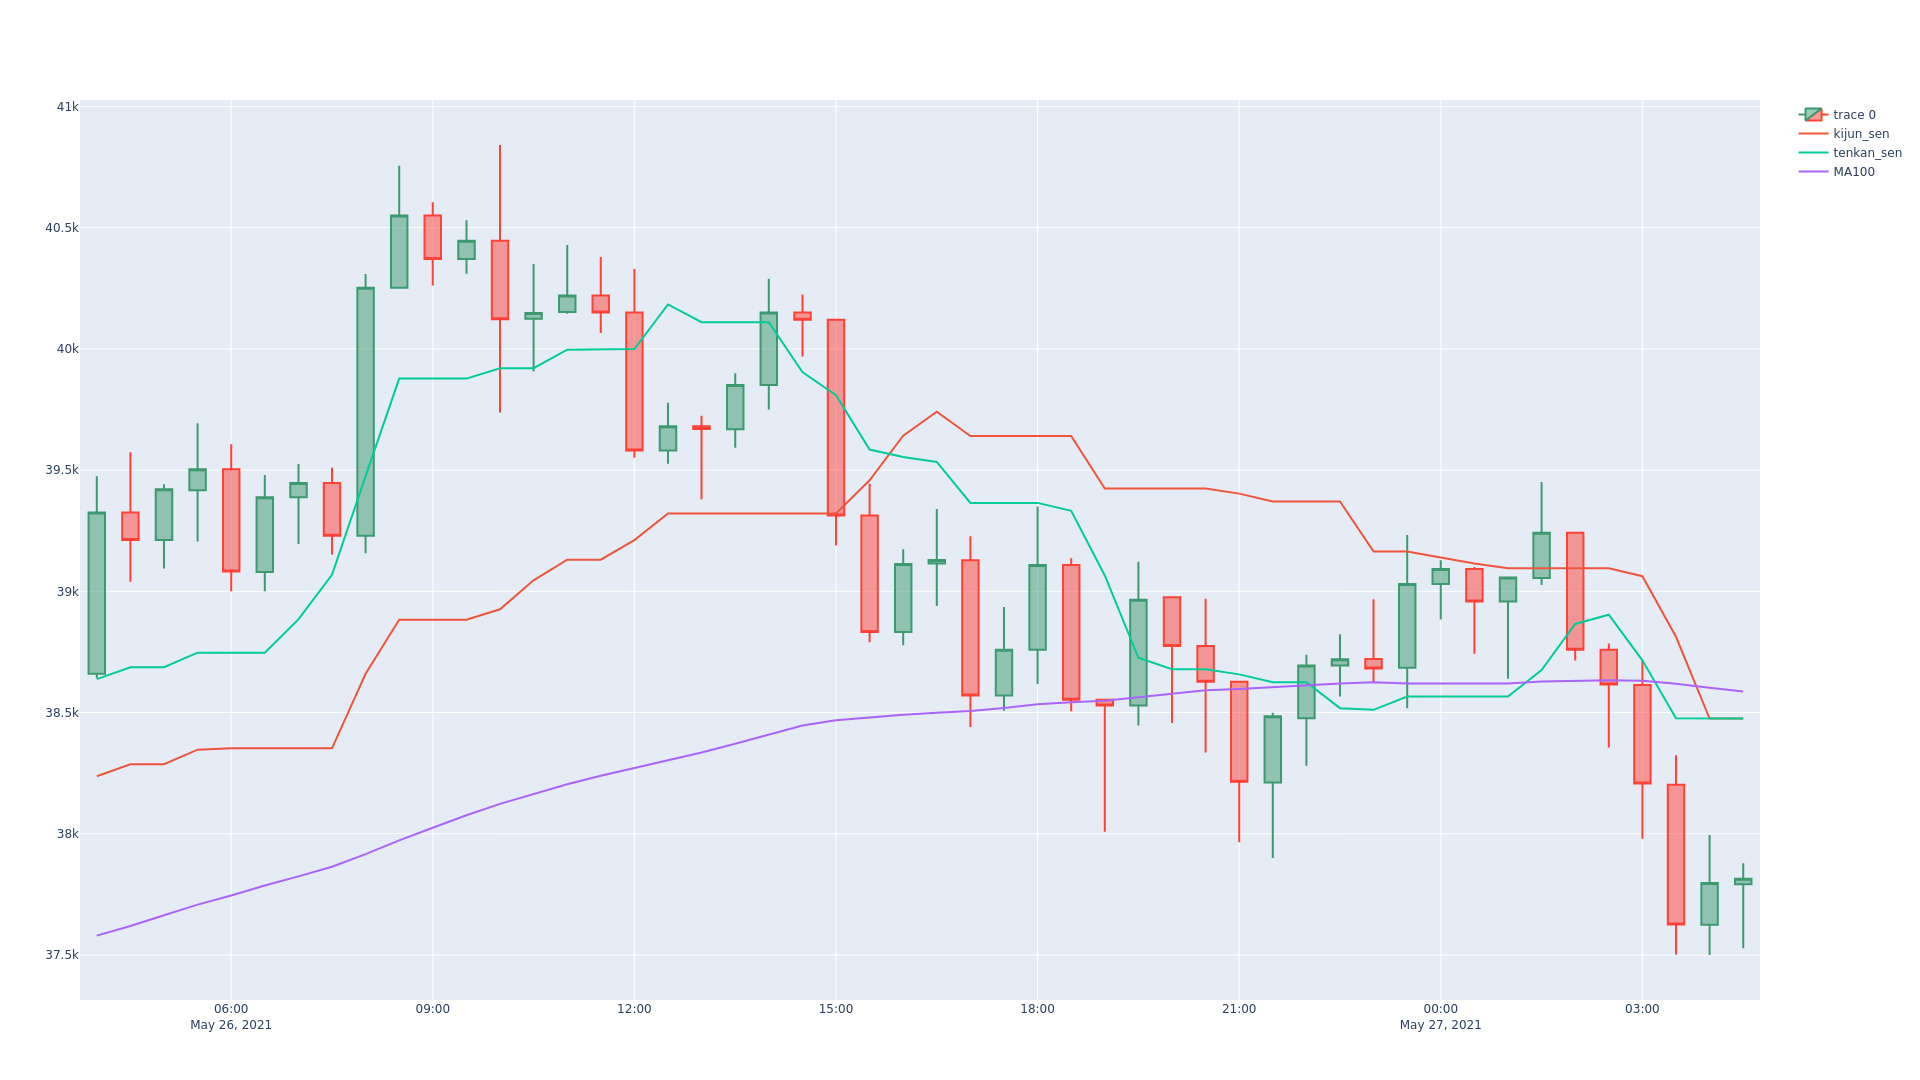 41k
40.5k
40k
39.5k
39k
38.5k
38k
37.5k
06:00
May 26, 2021
09:00
12:00
15:00
18:00
21:00
00:00
May 27, 2021
03:00
trace 0
kijun_sen
tenkan_sen
MA100